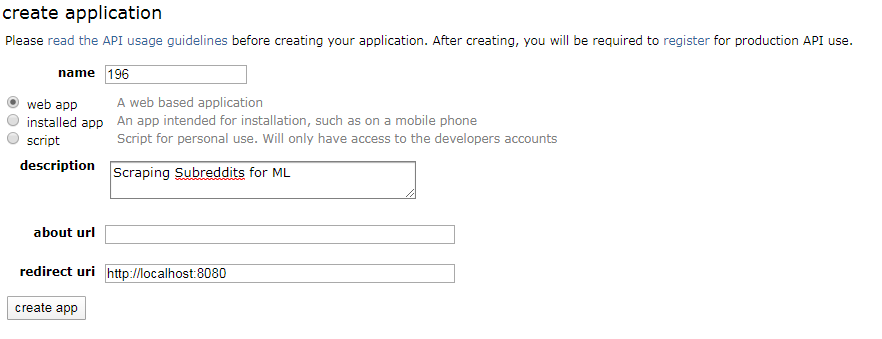 create application
Please read the API usage guidelines before creating your application. After creating, you will be required to register for production API use.
name 196
web app A web based application
installed app An app intended for installation, such as on a mobile phone
script Script for personal use. Will only have access to the developers accounts
description Scraping Subreddits for ML
about url
redirect uri http://localhost:8080
create app